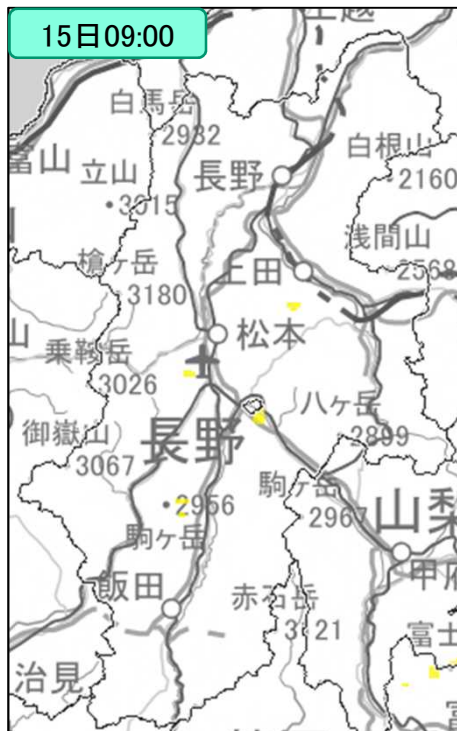 15日09:00
上越
白馬岳
2932
富山
立山
3015
長野
白根山
2160
浅間山
2568
槍ヶ岳
3180
上田
松本
乗鞍岳
3026
八ヶ岳
2899
御嶽山
3067
長野
駒ヶ岳
2967
山梨
2956
駒ヶ岳
甲府
飯田
赤石岳
3121
富士
治見